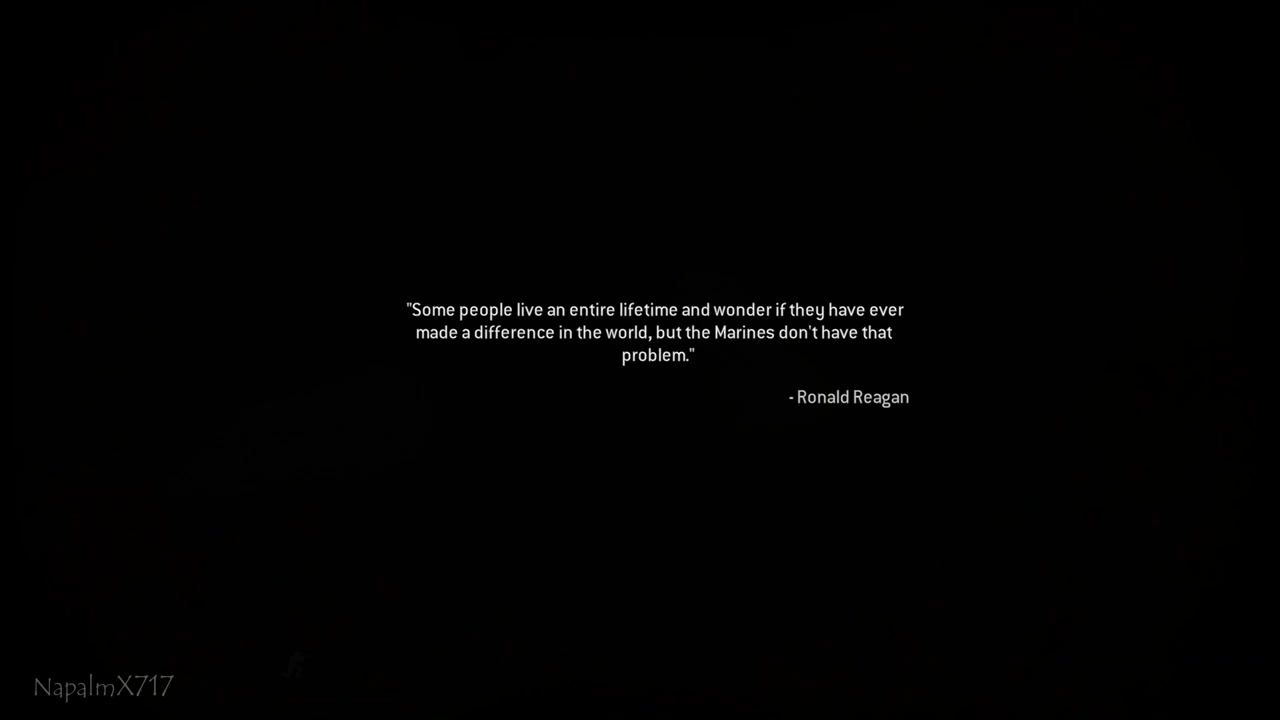 "Some people live an entire lifetime and wonder if they have ever
made a difference in the world, but the Marines don't have that
problem."
- Ronald Reagan
NapalmX717